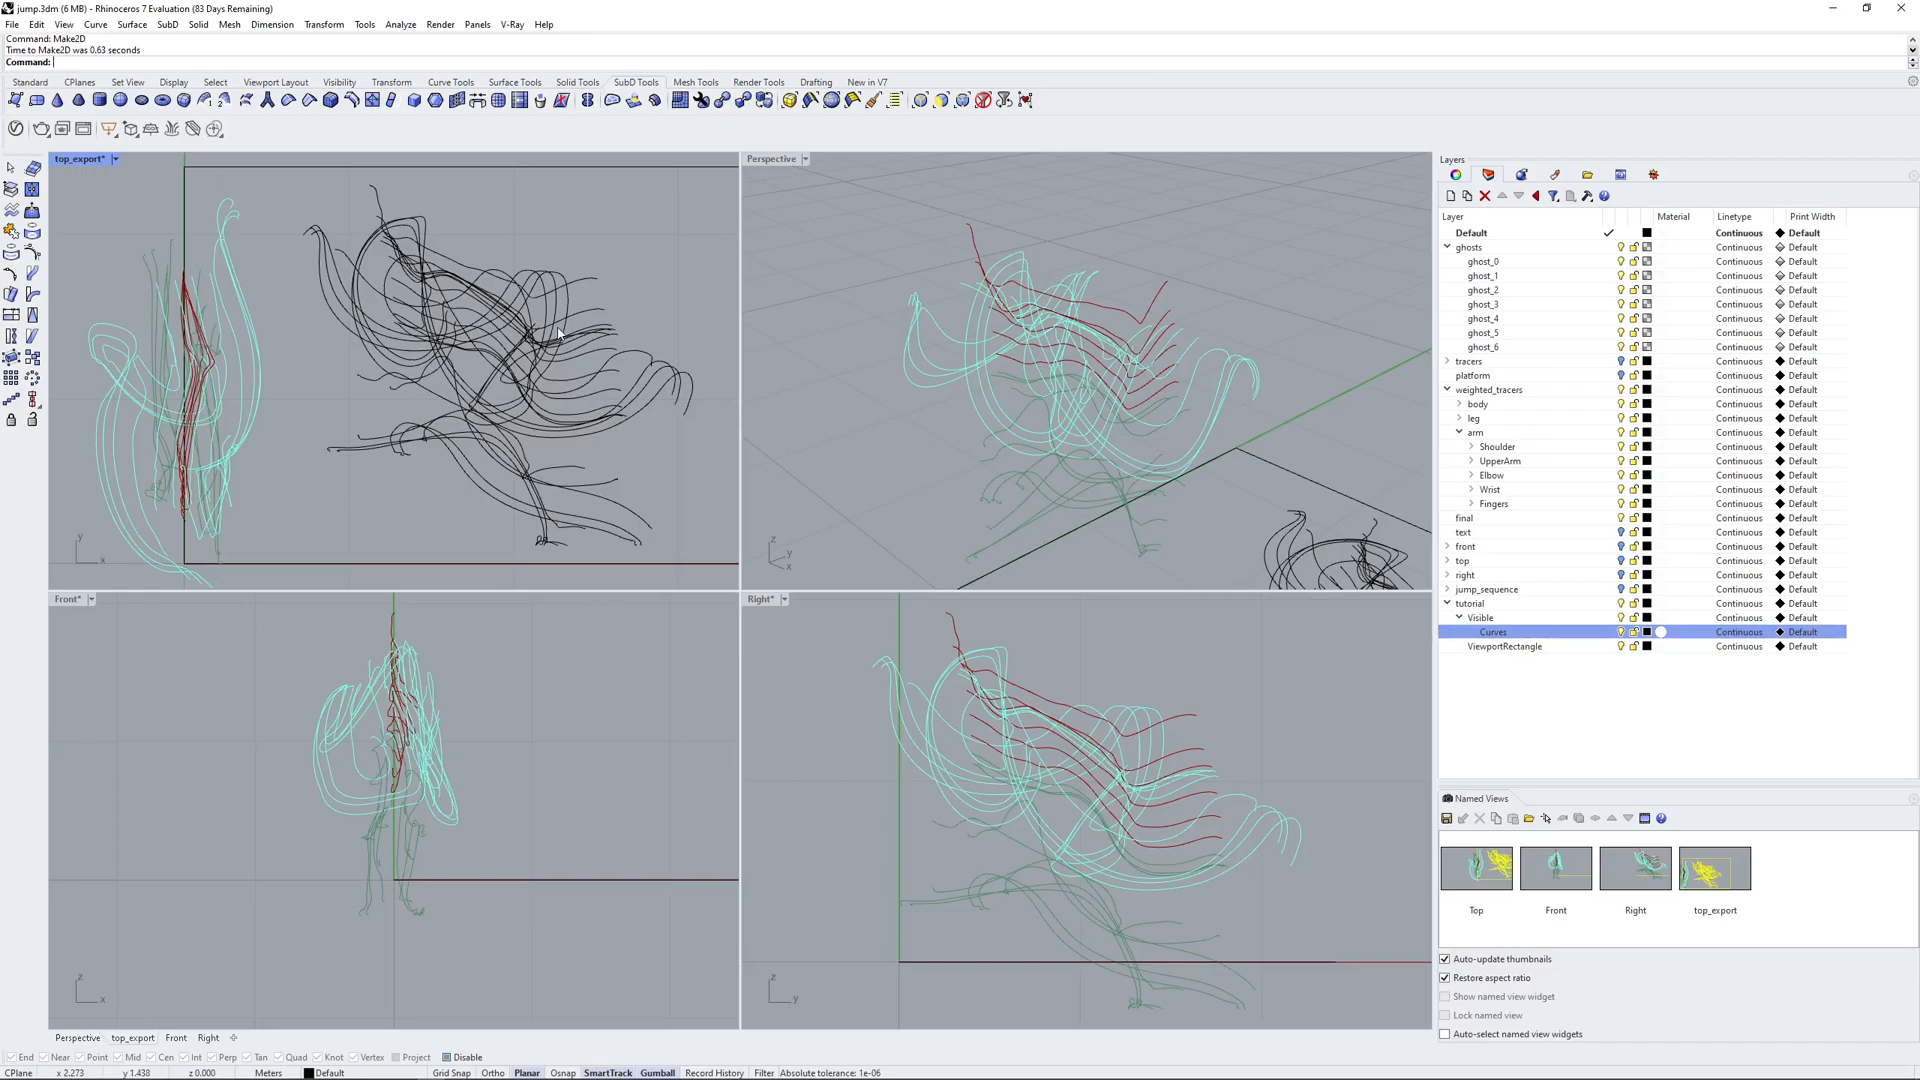 jump.3dm (6 MB) - Rhinoceros 7 Evaluation (83 Days Remaining)
File Edit View Curve Surface SubD Solid Mesh Dimension Transform Tools Analyze Render Panels V-Ray Help
Command: Make2D
Time to Make2D was 0.63 seconds
Command:
Standard CPlanes Set View Display Select Viewport Layout Visibility Transform Curve Tools Surface Tools Solid Tools SubD Tools Mesh Tools Render Tools Drafting New in V7
top_export*
Perspective
Front*
Right*
y
x
z
y
x
z
x
z
y
Layers
Layer Material Linetype Print Width
Default Continuous Default
ghosts Continuous Default
ghost_0 Continuous Default
ghost_1 Continuous Default
ghost_2 Continuous Default
ghost_3 Continuous Default
ghost_4 Continuous Default
ghost_5 Continuous Default
ghost_6 Continuous Default
tracers Continuous Default
platform Continuous Default
weighted_tracers Continuous Default
body Continuous Default
leg Continuous Default
arm Continuous Default
Shoulder Continuous Default
UpperArm Continuous Default
Elbow Continuous Default
Wrist Continuous Default
Fingers Continuous Default
final Continuous Default
text Continuous Default
front Continuous Default
top Continuous Default
right Continuous Default
jump_sequence Continuous Default
tutorial Continuous Default
Visible Continuous Default
Curves Continuous Default
ViewportRectangle Continuous Default
Named Views
Top Front Right top_export
Auto-update thumbnails
Restore aspect ratio
Show named view widget
Lock named view
Auto-select named view widgets
Perspective top_export Front Right
End Near Point Mid Cen Int Perp Tan Quad Knot Vertex Project Disable
CPlane x 2.273 y 1.438 z 0.000 Meters Default Grid Snap Ortho Planar Osnap SmartTrack Gumball Record History Filter Absolute tolerance: 1e-06